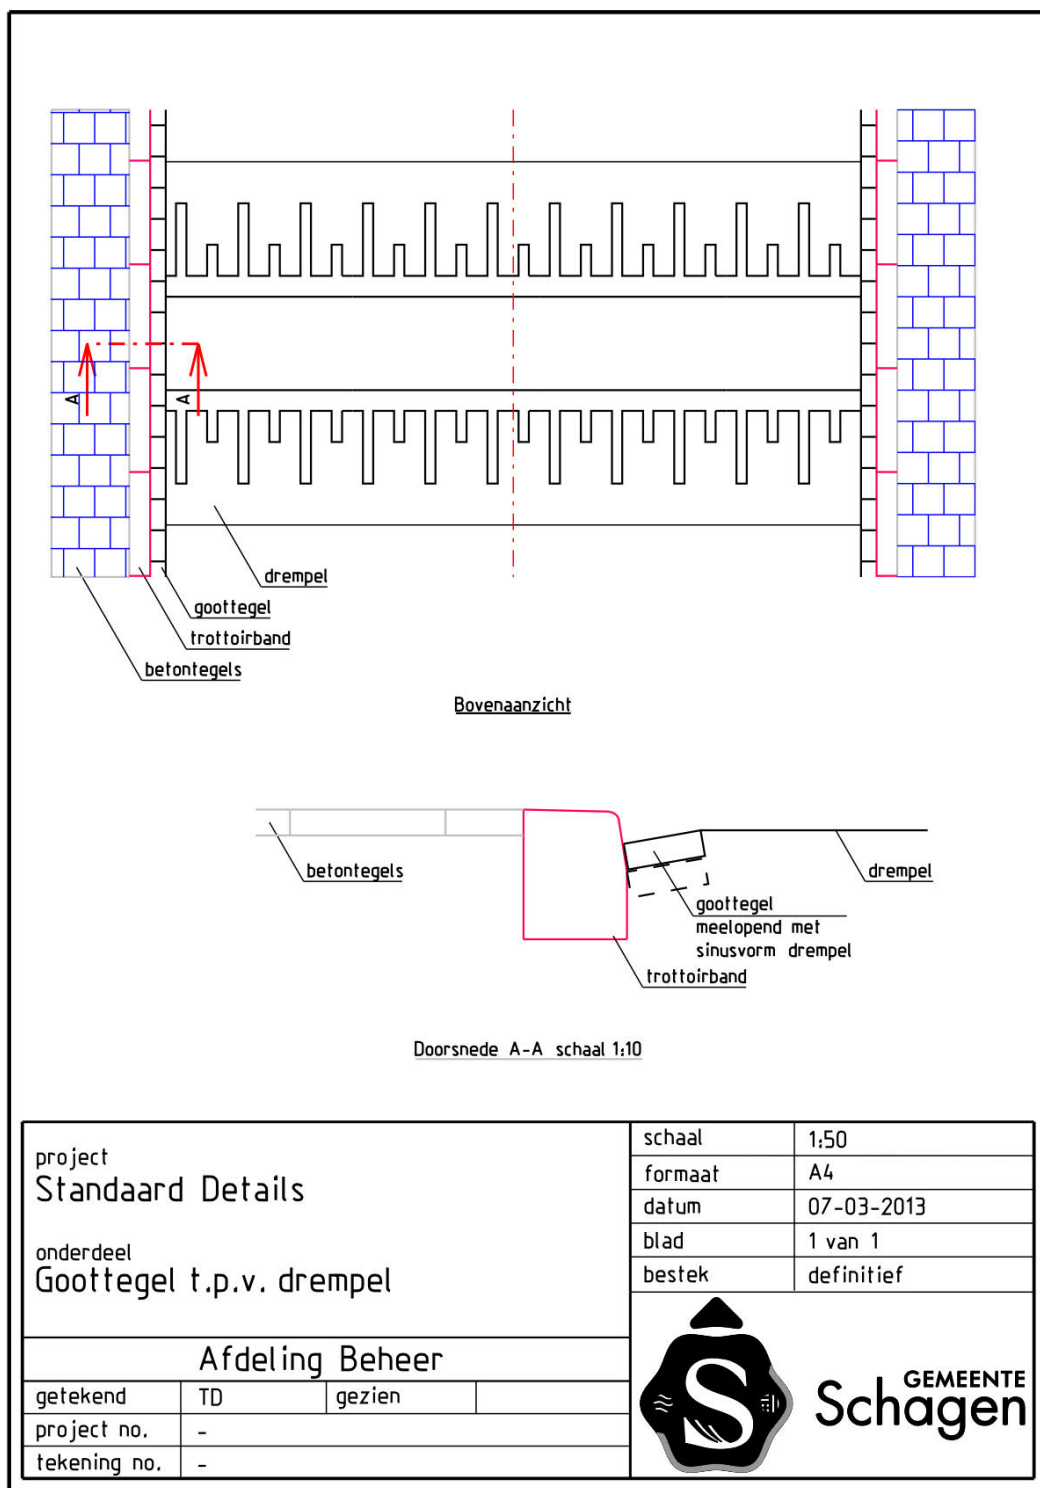 A
A
drempel
goottegel
trottoirband
betontegels
Bovenaanzicht
betontegels
drempel
goottegel
meelopend met
sinusvorm drempel
trottoirband
Doorsnede A-A schaal 1:10
project
Standaard Details
onderdeel
Goottegel t.p.v. drempel
Afdeling Beheer
getekend TD gezien
project no. -
tekening no. -
schaal 1:50
formaat A4
datum 07-03-2013
blad 1 van 1
bestek definitief
S
GEMEENTE
Schagen